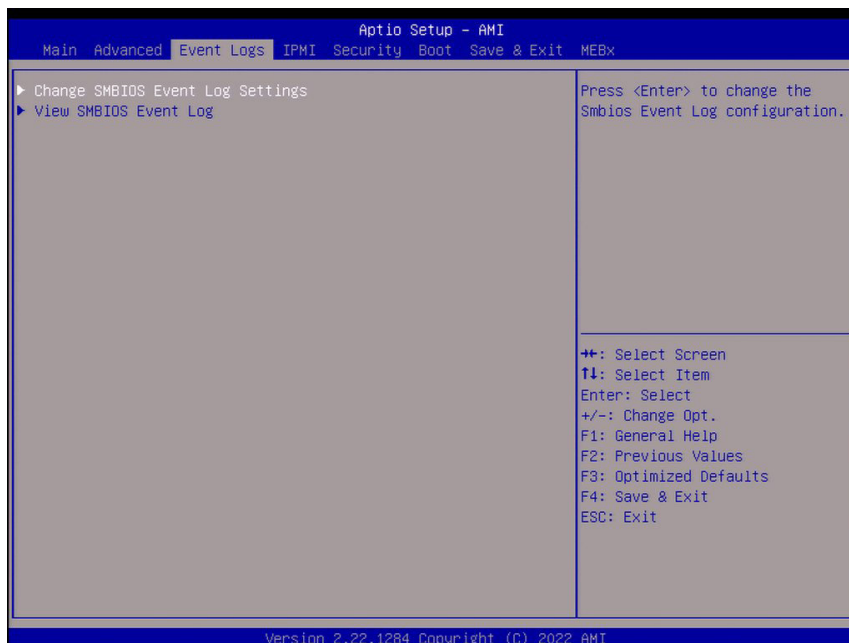 Aptio Setup - AMI
Main Advanced Event Logs IPMI Security Boot Save & Exit MEBx
Change SMBIOS Event Log Settings
View SMBIOS Event Log
Press <Enter> to change the
Smbios Event Log configuration.
→←: Select Screen
↑↓: Select Item
Enter: Select
+/-: Change Opt.
F1: General Help
F2: Previous Values
F3: Optimized Defaults
F4: Save & Exit
ESC: Exit
Version 2.22.1284 Copyright (C) 2022 AMI